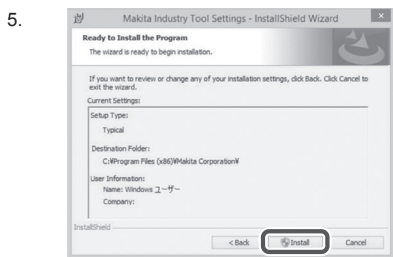 5.
Makita Industry Tool Settings - InstallShield Wizard
Ready to Install the Program
The wizard is ready to begin installation.
If you want to review or change any of your installation settings, click Back. Click Cancel to
exit the wizard.
Current Settings:
Setup Type:
Typical
Destination Folder:
C:¥Program Files (x86)¥Makita Corporation¥
User Information:
Name: Windows ユーザー
Company:
InstallShield
< Back Install Cancel